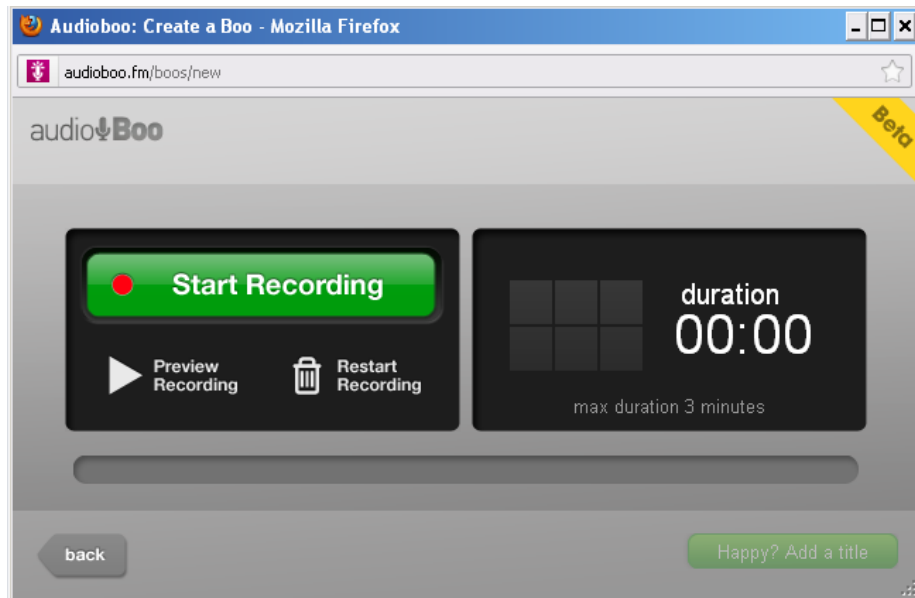 Audioboo: Create a Boo - Mozilla Firefox
audioboo.fm/boos/new
audioBoo
Beta
Start Recording
Preview
Recording
Restart
Recording
duration
00:00
max duration 3 minutes
back
Happy? Add a title